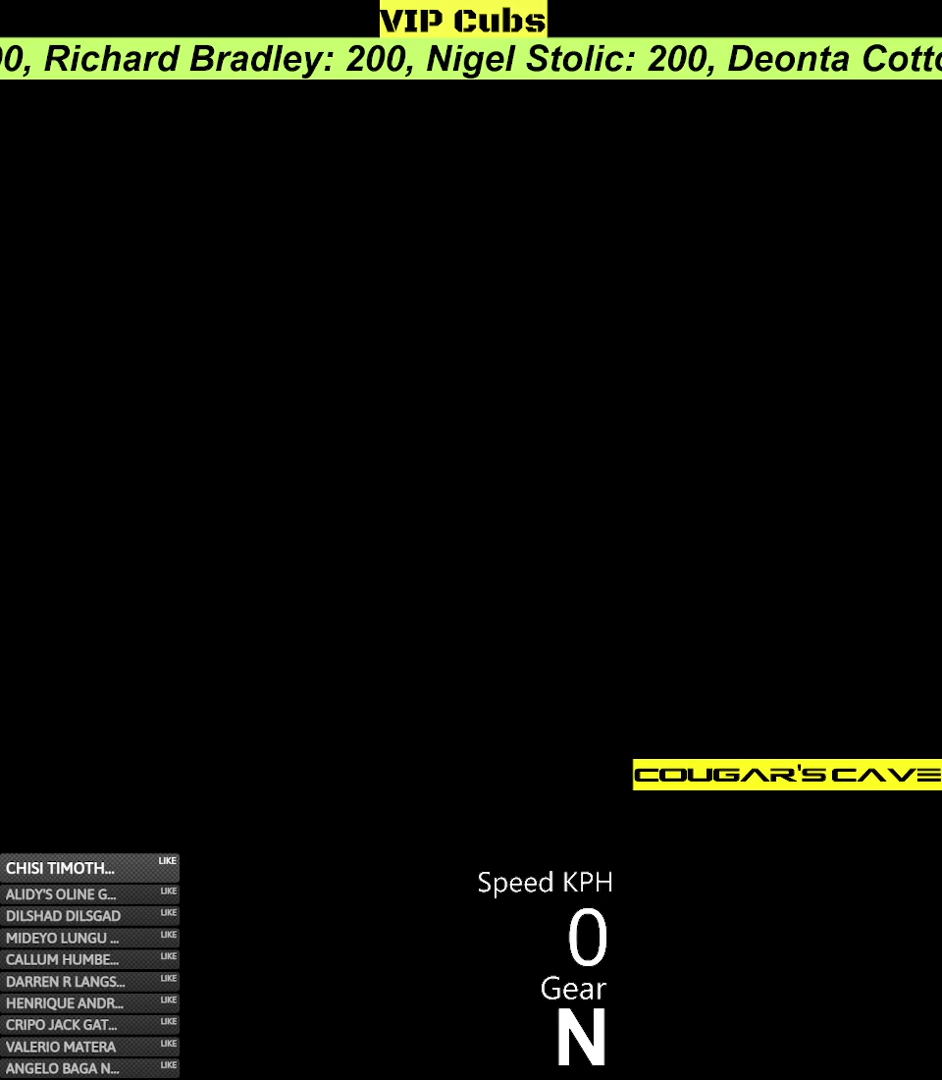 VIP Cubs
00, Richard Bradley: 200, Nigel Stolic: 200, Deonta Cotto
COUGAR'S CAVE
CHISI TIMOTH... LIKE
ALIDY'S OLINE G... LIKE
DILSHAD DILSGAD LIKE
MIDEYO LUNGU ... LIKE
CALLUM HUMBE... LIKE
DARREN R LANGS... LIKE
HENRIQUE ANDR... LIKE
CRIPO JACK GAT... LIKE
VALERIO MATERA LIKE
ANGELO BAGA N... LIKE
Speed KPH
0
Gear
N